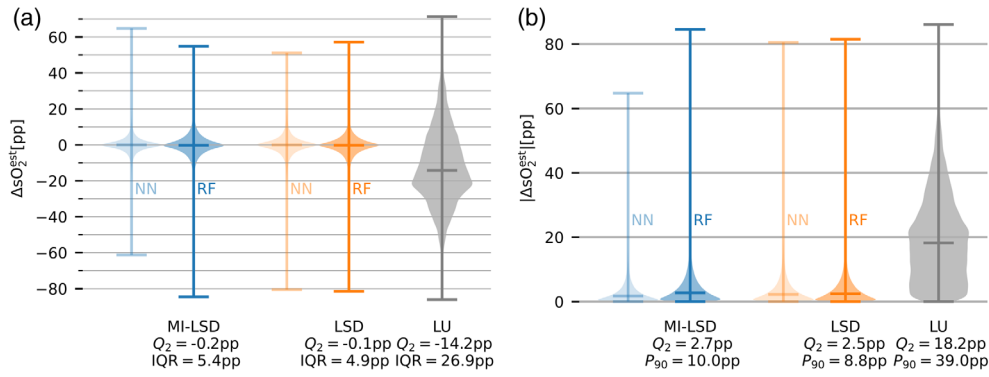 (a)
60
40
20
0
−20
−40
−60
−80
ΔsO₂ᵉˢᵗ[pp]
NN
RF
NN
RF
MI-LSD LSD LU
Q₂ = -0.2pp Q₂ = -0.1pp Q₂ = -14.2pp
IQR = 5.4pp IQR = 4.9pp IQR = 26.9pp
(b)
80
60
40
20
0
|ΔsO₂ᵉˢᵗ|[pp]
NN
RF
NN
RF
MI-LSD LSD LU
Q₂ = 2.7pp Q₂ = 2.5pp Q₂ = 18.2pp
P₉₀ = 10.0pp P₉₀ = 8.8pp P₉₀ = 39.0pp